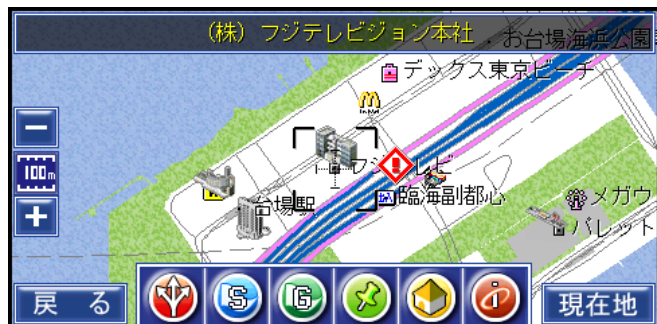 (株) フジテレビジョン本社
お台場海浜公園
デックス東京ビーチ
フジテレビ
臨海副都心
台場駅
メガウ
パレット
100m
戻る
S
G
i
現在地